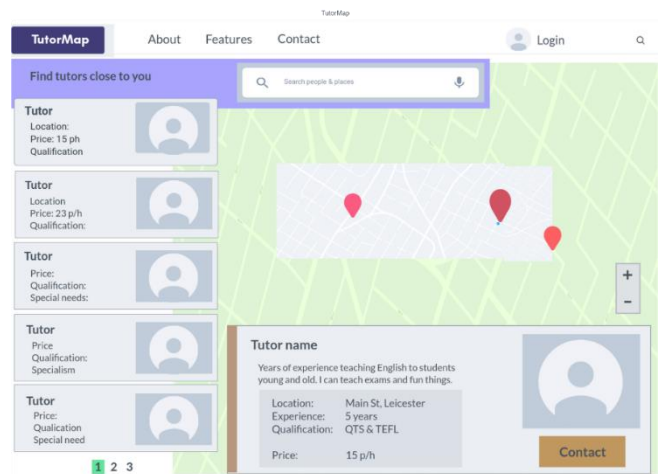 TutorMap
TutorMap
About
Features
Contact
Login
Find tutors close to you
Search people & places
Tutor
Location:
Price: 15 ph
Qualification
Tutor
Location
Price: 23 p/h
Qualification:
Tutor
Price:
Qualification:
Special needs:
Tutor
Price
Qualification:
Specialism
Tutor
Price:
Qualication
Special need
1 2 3
+
-
Tutor name
Years of experience teaching English to students
young and old. I can teach exams and fun things.
Location: Main St, Leicester
Experience: 5 years
Qualification: QTS & TEFL
Price: 15 p/h
Contact